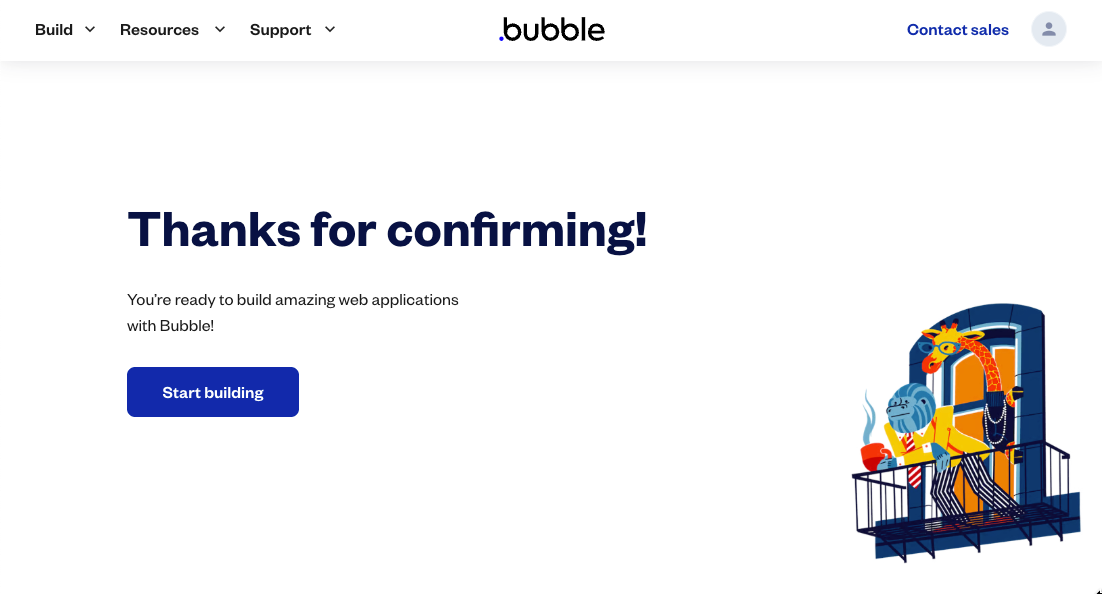 Build
Resources
Support
.bubble
Contact sales
Thanks for confirming!
You're ready to build amazing web applications
with Bubble!
Start building